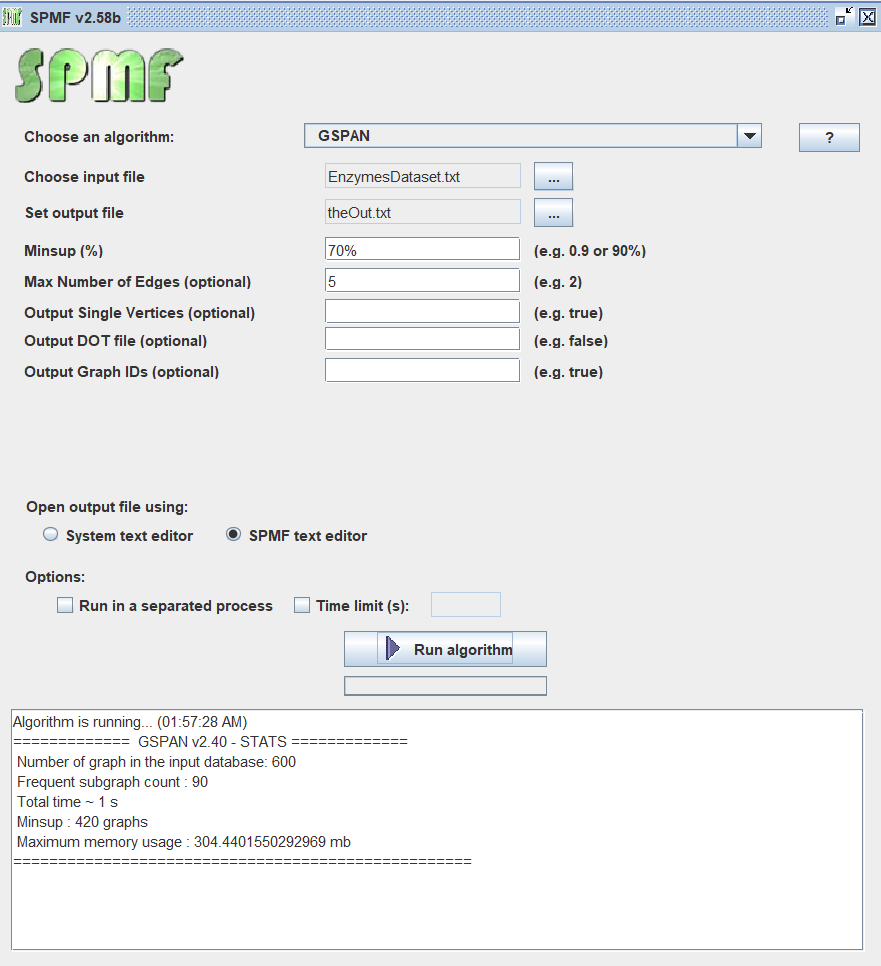 SPMF v2.58b
SPMF
Choose an algorithm: GSPAN ?
Choose input file EnzymesDataset.txt ...
Set output file theOut.txt ...
Minsup (%) 70% (e.g. 0.9 or 90%)
Max Number of Edges (optional) 5 (e.g. 2)
Output Single Vertices (optional) (e.g. true)
Output DOT file (optional) (e.g. false)
Output Graph IDs (optional) (e.g. true)
Open output file using:
System text editor SPMF text editor
Options:
Run in a separated process Time limit (s):
Run algorithm
Algorithm is running... (01:57:28 AM)
============= GSPAN v2.40 - STATS =============
Number of graph in the input database: 600
Frequent subgraph count : 90
Total time ~ 1 s
Minsup : 420 graphs
Maximum memory usage : 304.4401550292969 mb
===================================================